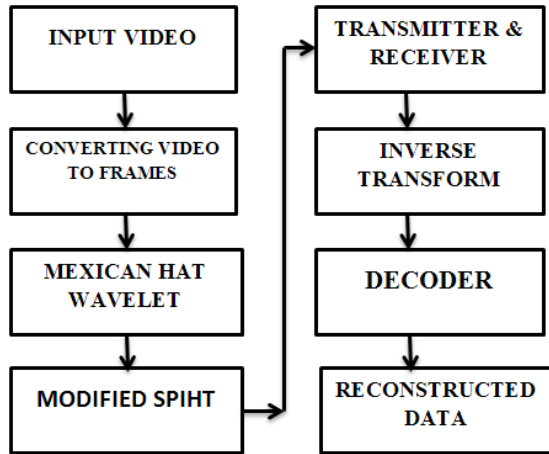 INPUT VIDEO
CONVERTING VIDEO
TO FRAMES
MEXICAN HAT
WAVELET
MODIFIED SPIHT
TRANSMITTER &
RECEIVER
INVERSE
TRANSFORM
DECODER
RECONSTRUCTED
DATA